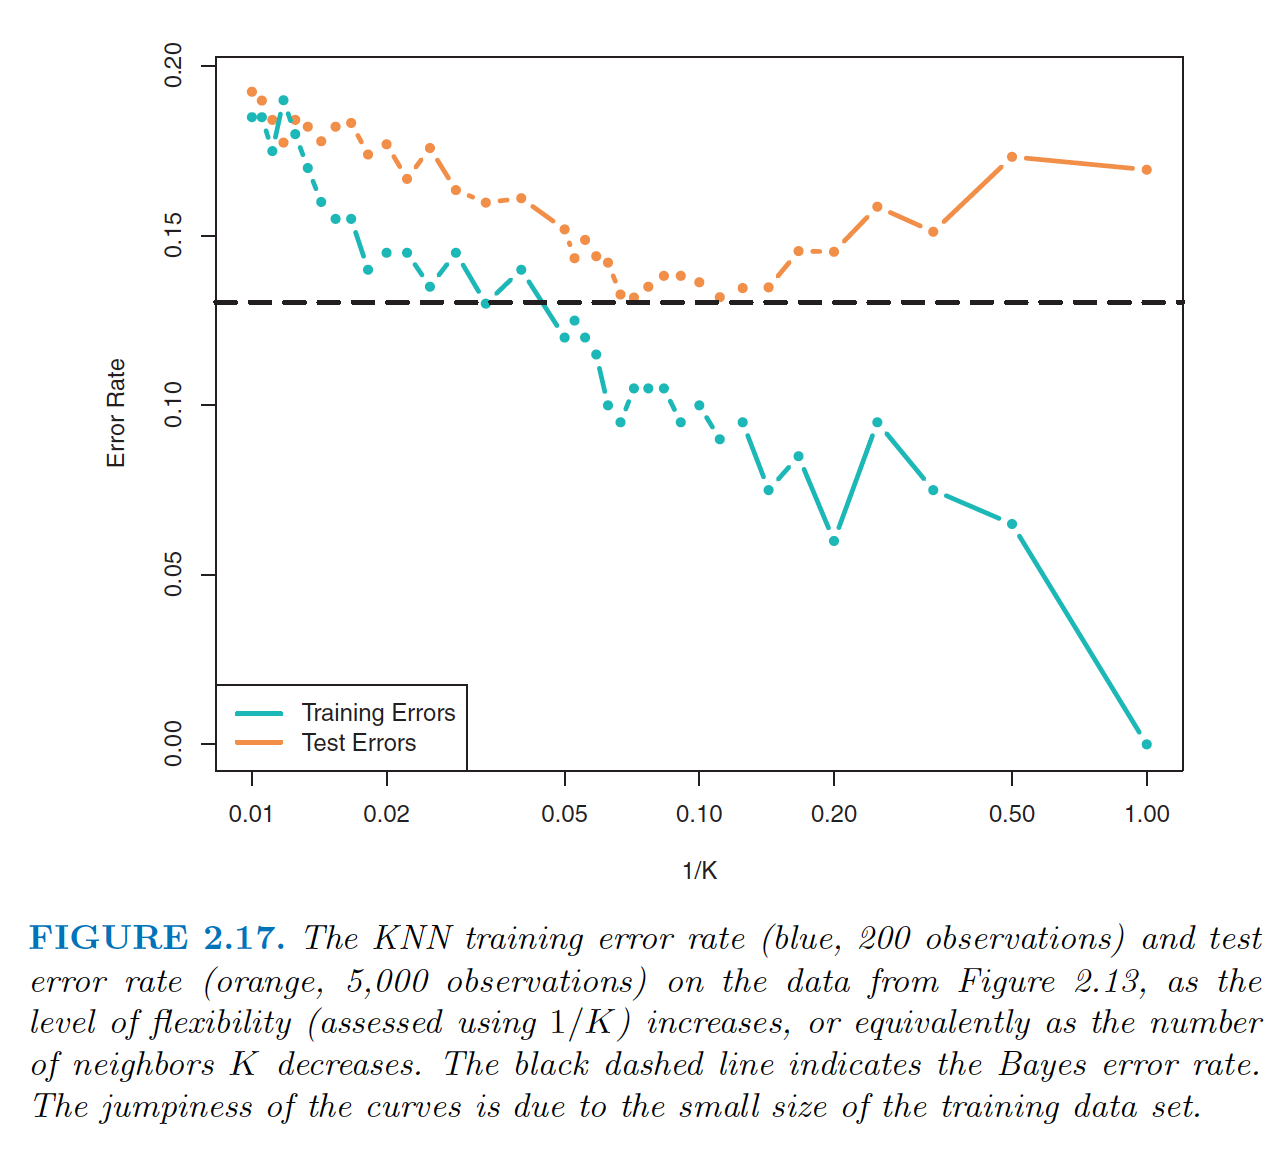 0.20
0.15
0.10
0.05
0.00
Error Rate
Training Errors
Test Errors
0.01 0.02 0.05 0.10 0.20 0.50 1.00
1/K
FIGURE 2.17. The KNN training error rate (blue, 200 observations) and test
error rate (orange, 5,000 observations) on the data from Figure 2.13, as the
level of flexibility (assessed using 1/K) increases, or equivalently as the number
of neighbors K decreases. The black dashed line indicates the Bayes error rate.
The jumpiness of the curves is due to the small size of the training data set.